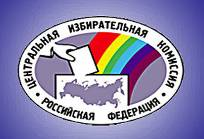 ЦЕНТРАЛЬНАЯ ИЗБИРАТЕЛЬНАЯ КОМИССИЯ
РОССИЙСКАЯ ФЕДЕРАЦИЯ